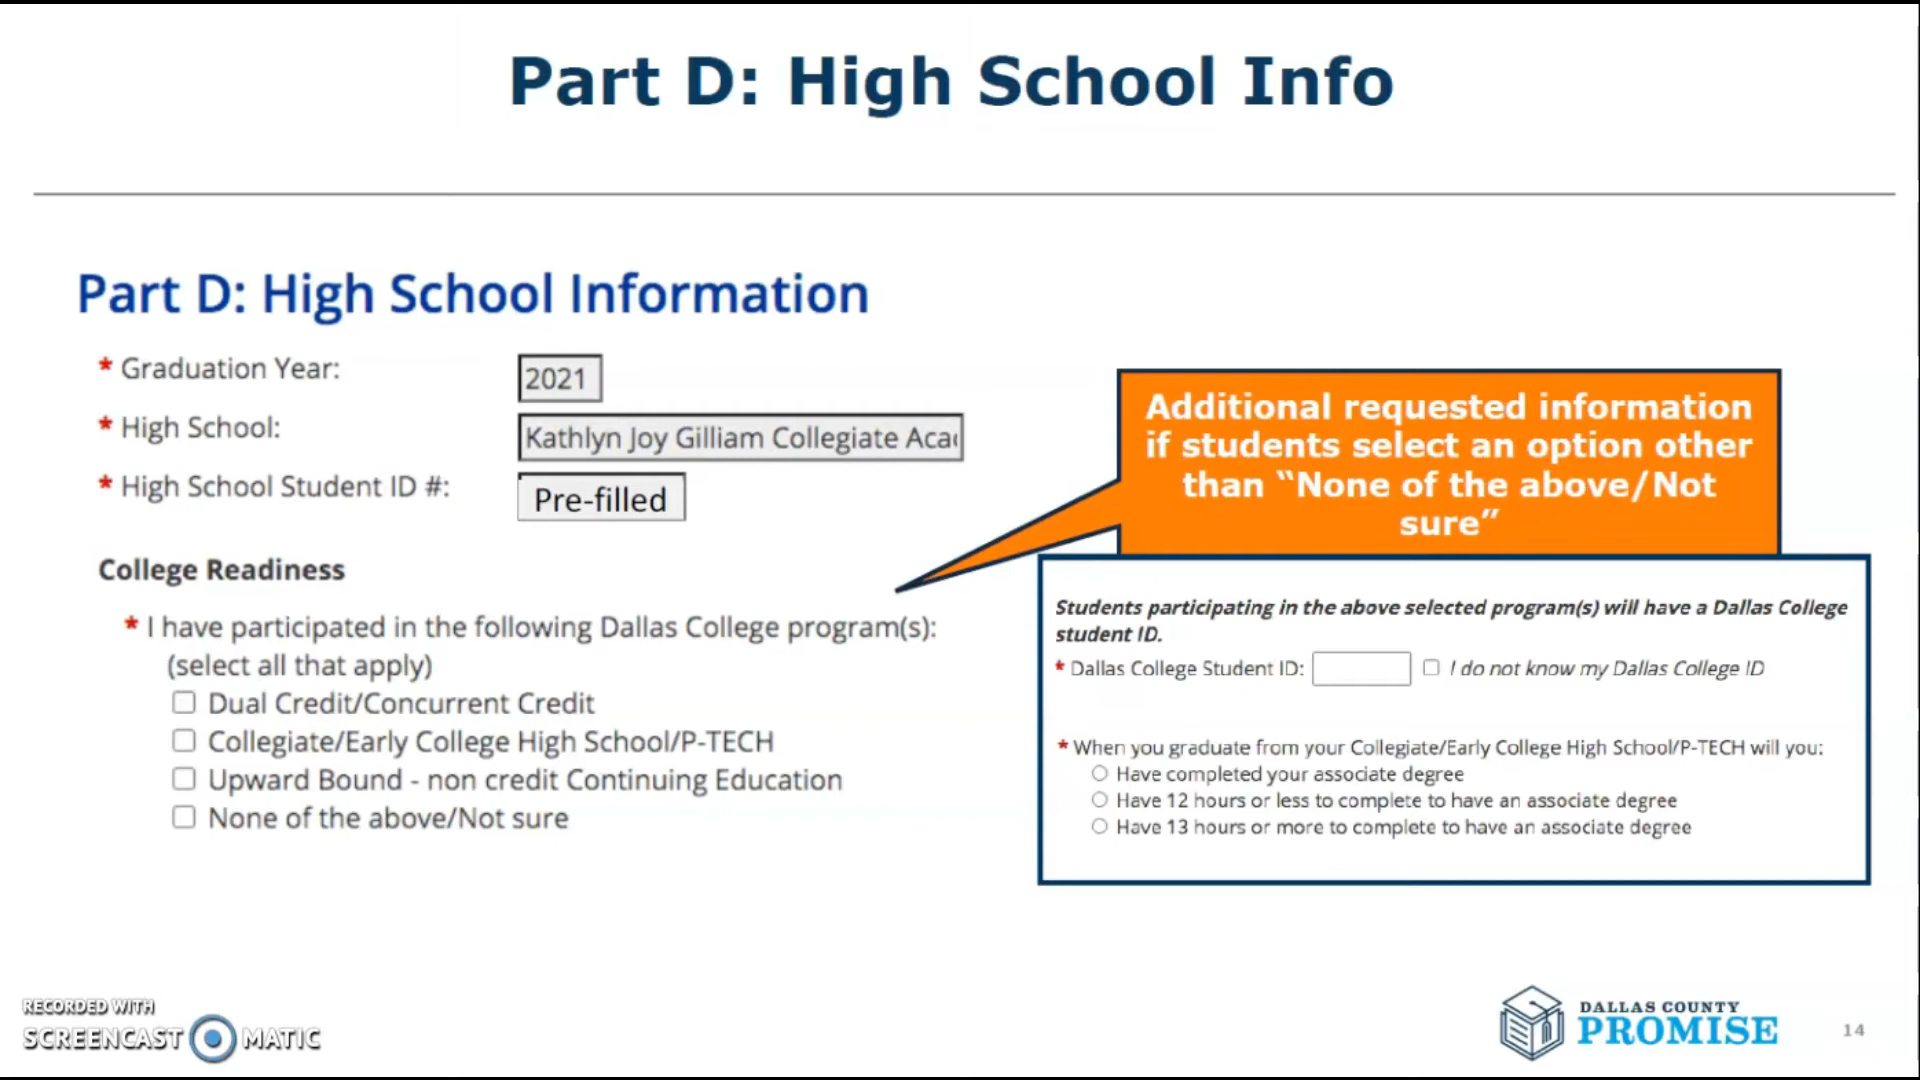 Part D: High School Info
Part D: High School Information
* Graduation Year:
2021
* High School:
Kathlyn Joy Gilliam Collegiate Aca
* High School Student ID #:
Pre-filled
College Readiness
* I have participated in the following Dallas College program(s):
(select all that apply)
Dual Credit/Concurrent Credit
Collegiate/Early College High School/P-TECH
Upward Bound - non credit Continuing Education
None of the above/Not sure
Additional requested information
if students select an option other
than “None of the above/Not
sure”
Students participating in the above selected program(s) will have a Dallas College
student ID.
* Dallas College Student ID:
I do not know my Dallas College ID
* When you graduate from your Collegiate/Early College High School/P-TECH will you:
Have completed your associate degree
Have 12 hours or less to complete to have an associate degree
Have 13 hours or more to complete to have an associate degree
RECORDED WITH
SCREENCAST MATIC
DALLAS COUNTY
PROMISE
14